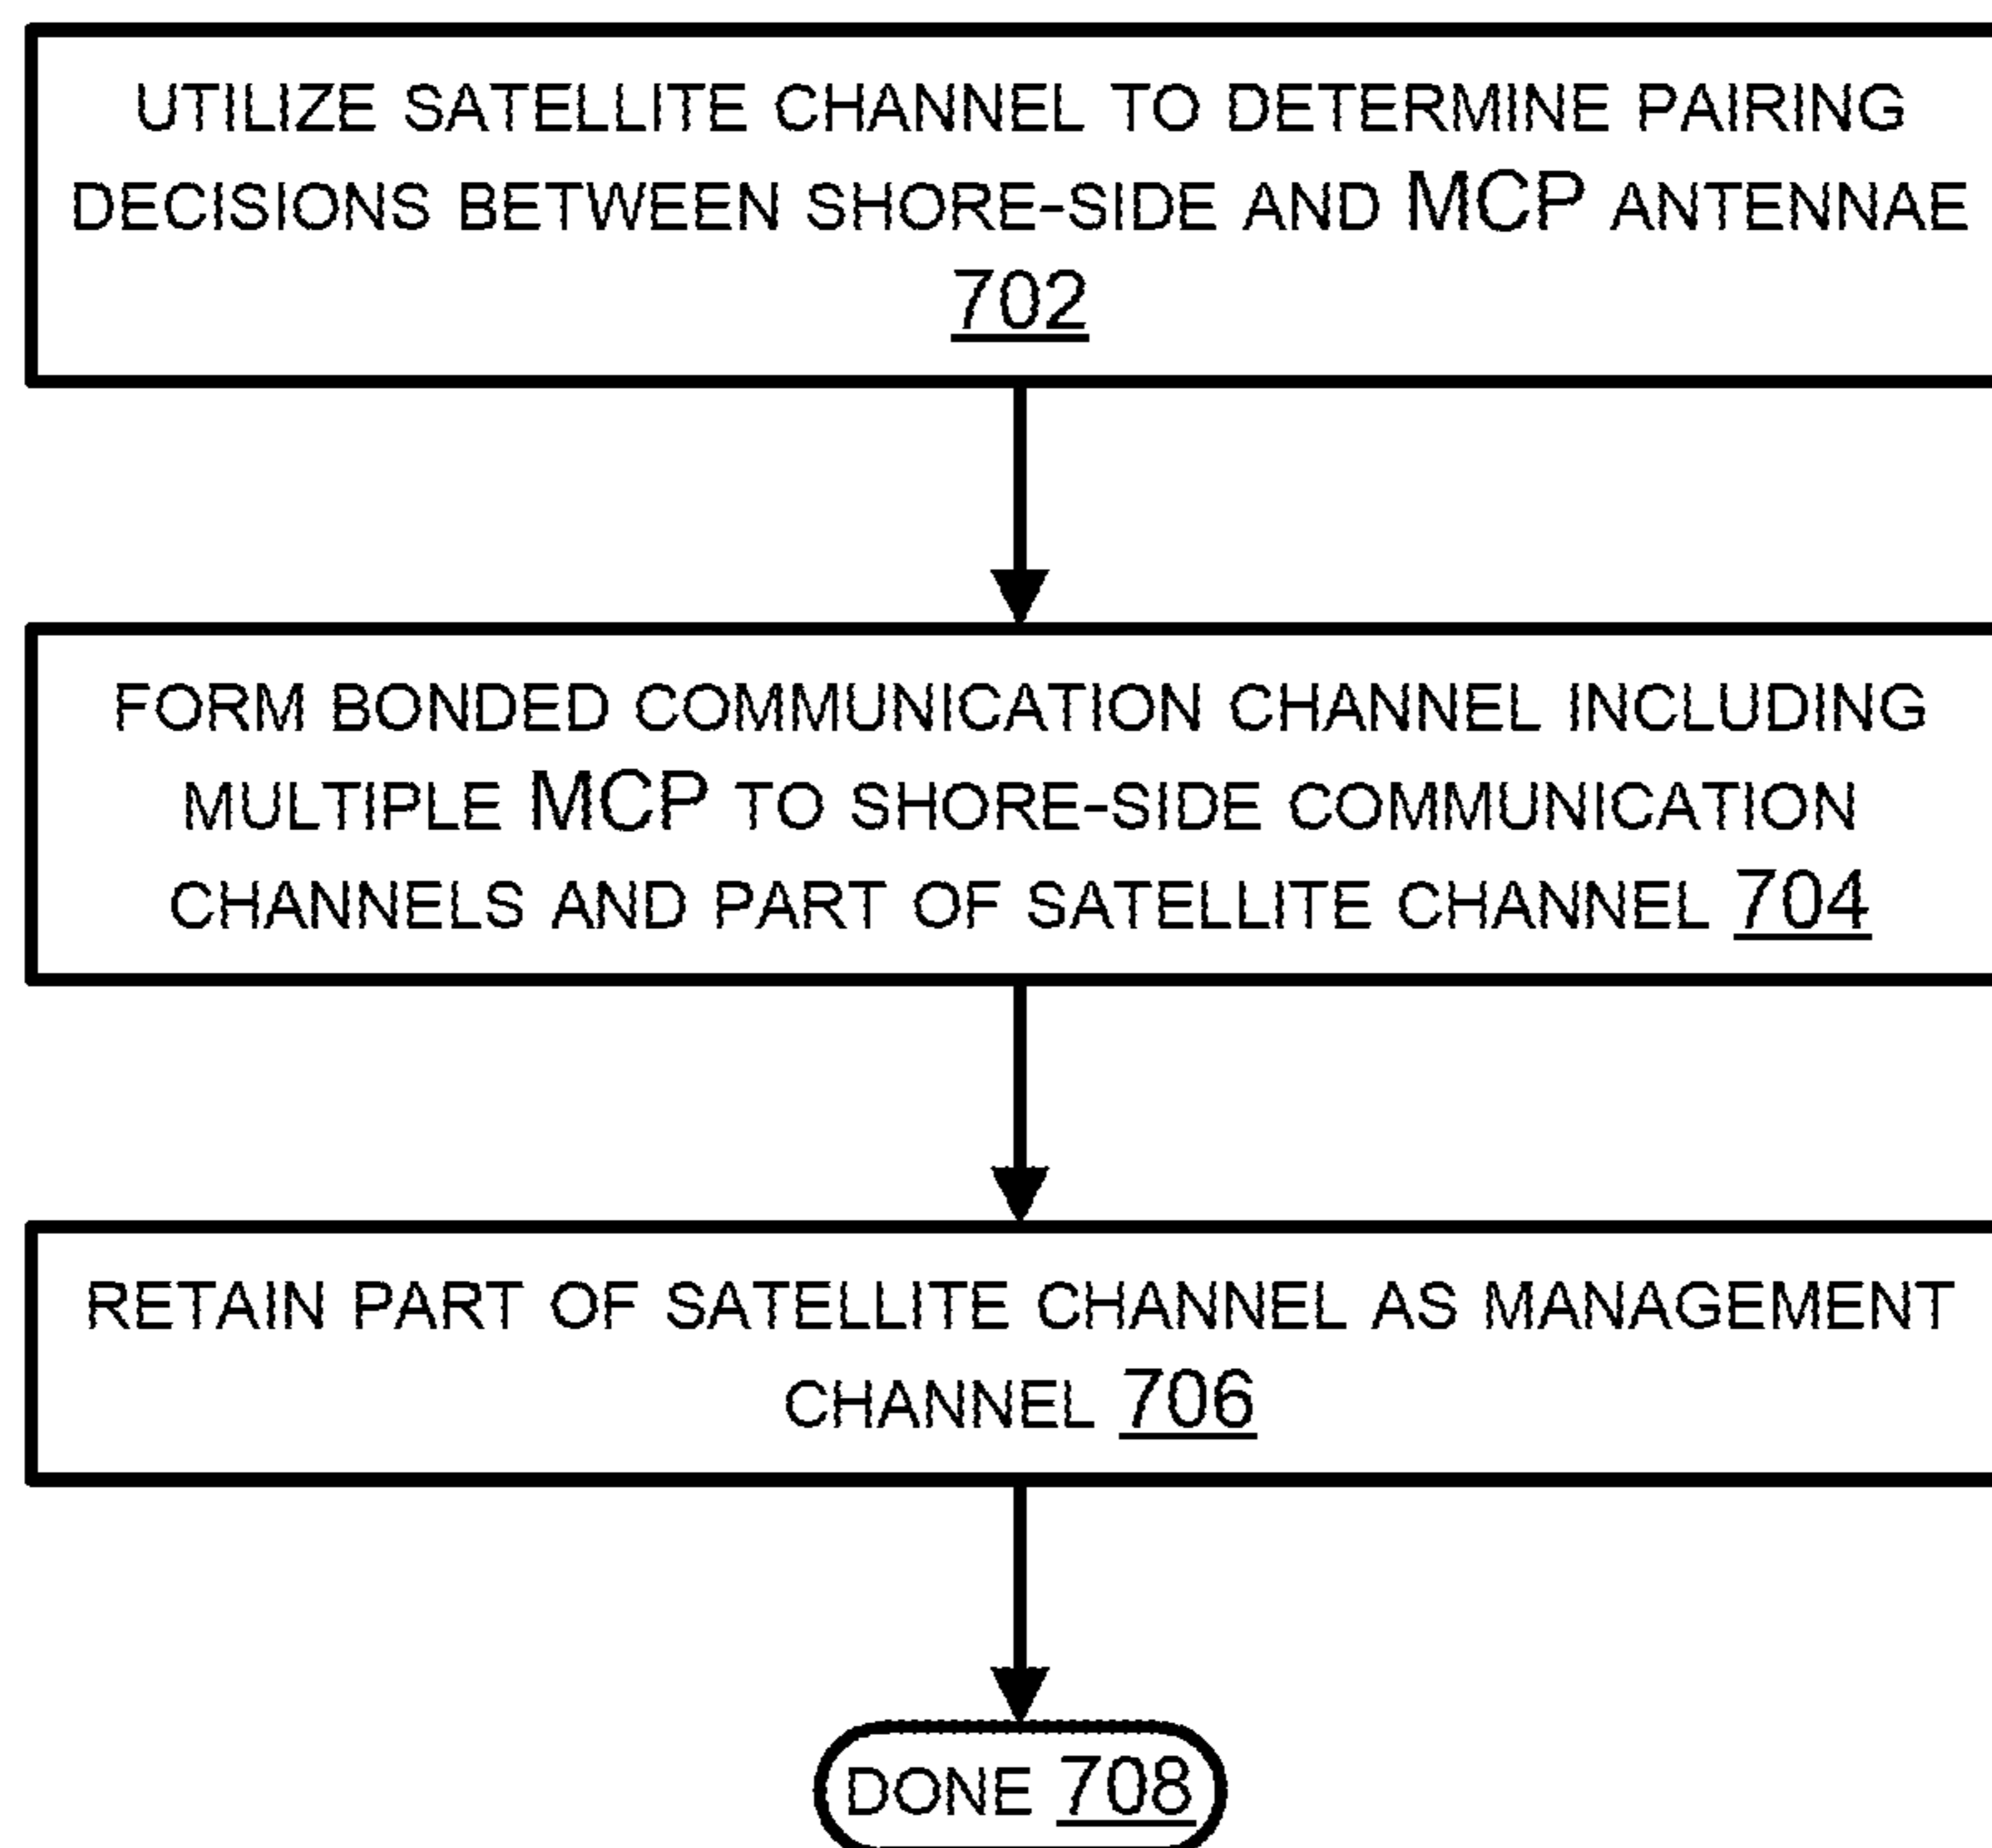 UTILIZE SATELLITE CHANNEL TO DETERMINE PAIRING
DECISIONS BETWEEN SHORE-SIDE AND MCP ANTENNAE
702
FORM BONDED COMMUNICATION CHANNEL INCLUDING
MULTIPLE MCP TO SHORE-SIDE COMMUNICATION
CHANNELS AND PART OF SATELLITE CHANNEL 704
RETAIN PART OF SATELLITE CHANNEL AS MANAGEMENT
CHANNEL 706
DONE 708